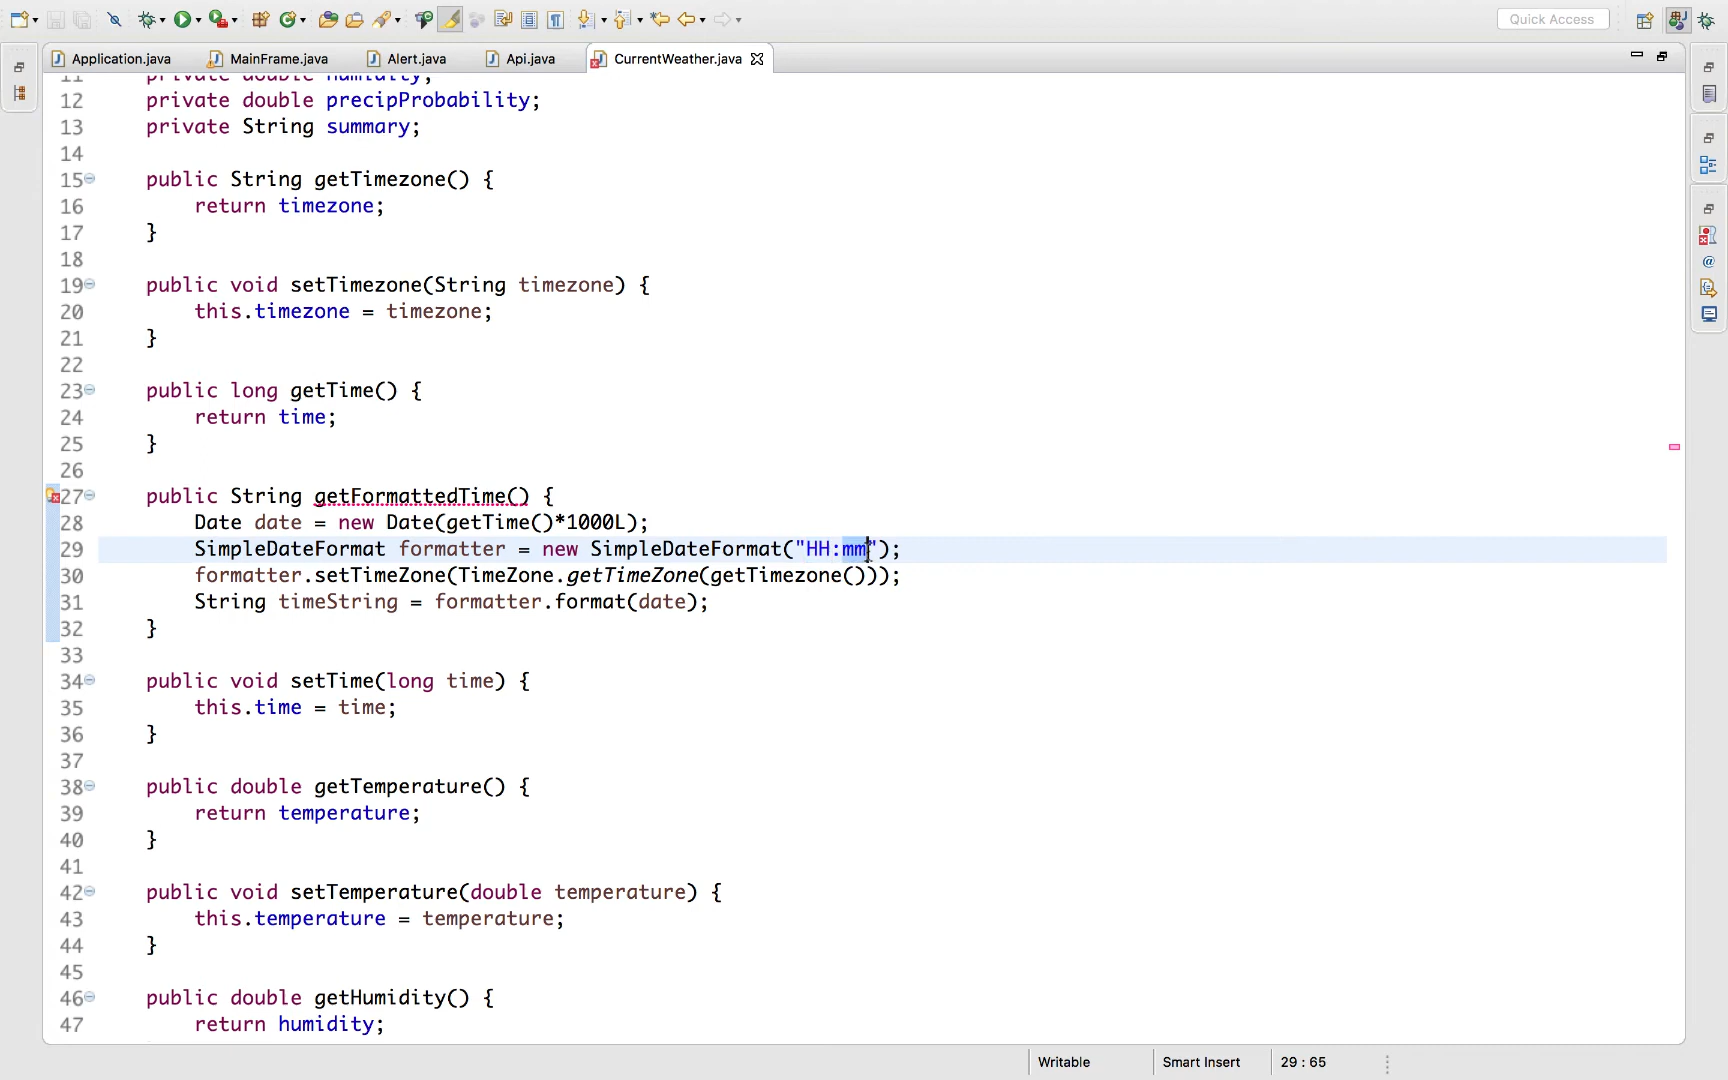 Quick Access
Application.java MainFrame.java Alert.java Api.java CurrentWeather.java
11 private double humidity;
12 private double precipProbability;
13 private String summary;
14
15 public String getTimezone() {
16 return timezone;
17 }
18
19 public void setTimezone(String timezone) {
20 this.timezone = timezone;
21 }
22
23 public long getTime() {
24 return time;
25 }
26
27 public String getFormattedTime() {
28 Date date = new Date(getTime()*1000L);
29 SimpleDateFormat formatter = new SimpleDateFormat("HH:mm");
30 formatter.setTimeZone(TimeZone.getTimeZone(getTimezone()));
31 String timeString = formatter.format(date);
32 }
33
34 public void setTime(long time) {
35 this.time = time;
36 }
37
38 public double getTemperature() {
39 return temperature;
40 }
41
42 public void setTemperature(double temperature) {
43 this.temperature = temperature;
44 }
45
46 public double getHumidity() {
47 return humidity;
Writable Smart Insert 29 : 65